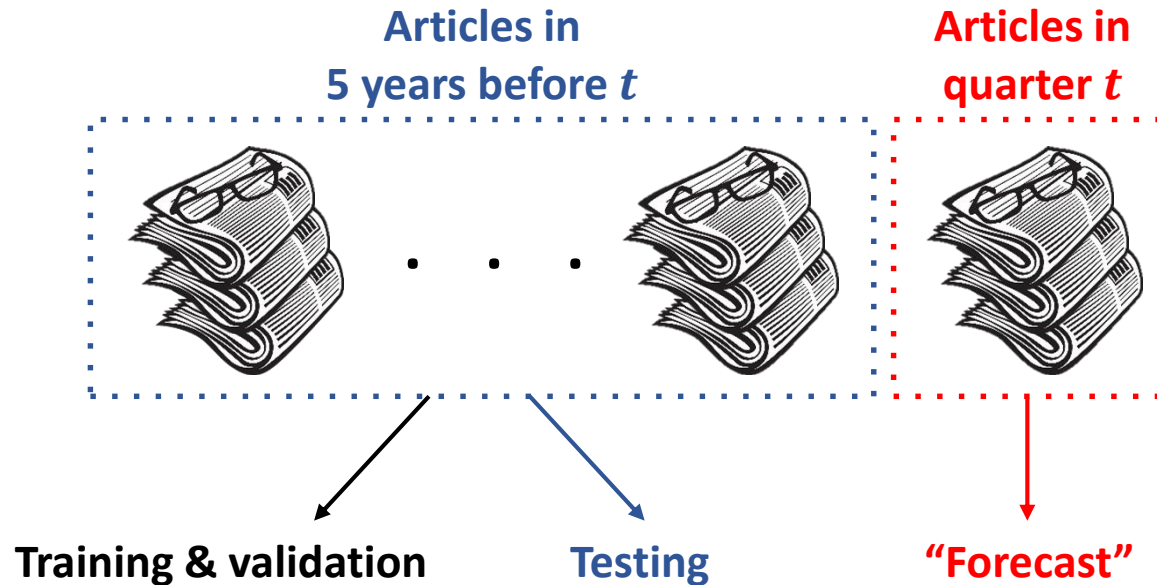 Articles in
5 years before t
Articles in
quarter t
. . .
Training & validation
Testing
“Forecast”